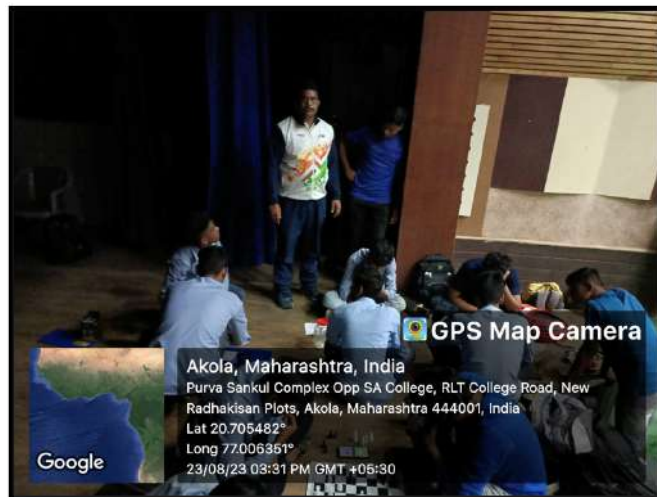 GPS Map Camera
Akola, Maharashtra, India
Purva Sankul Complex Opp SA College, RLT College Road, New
Radhakisan Plots, Akola, Maharashtra 444001, India
Lat 20.705482°
Long 77.006351°
23/08/23 03:31 PM GMT +05:30
Google